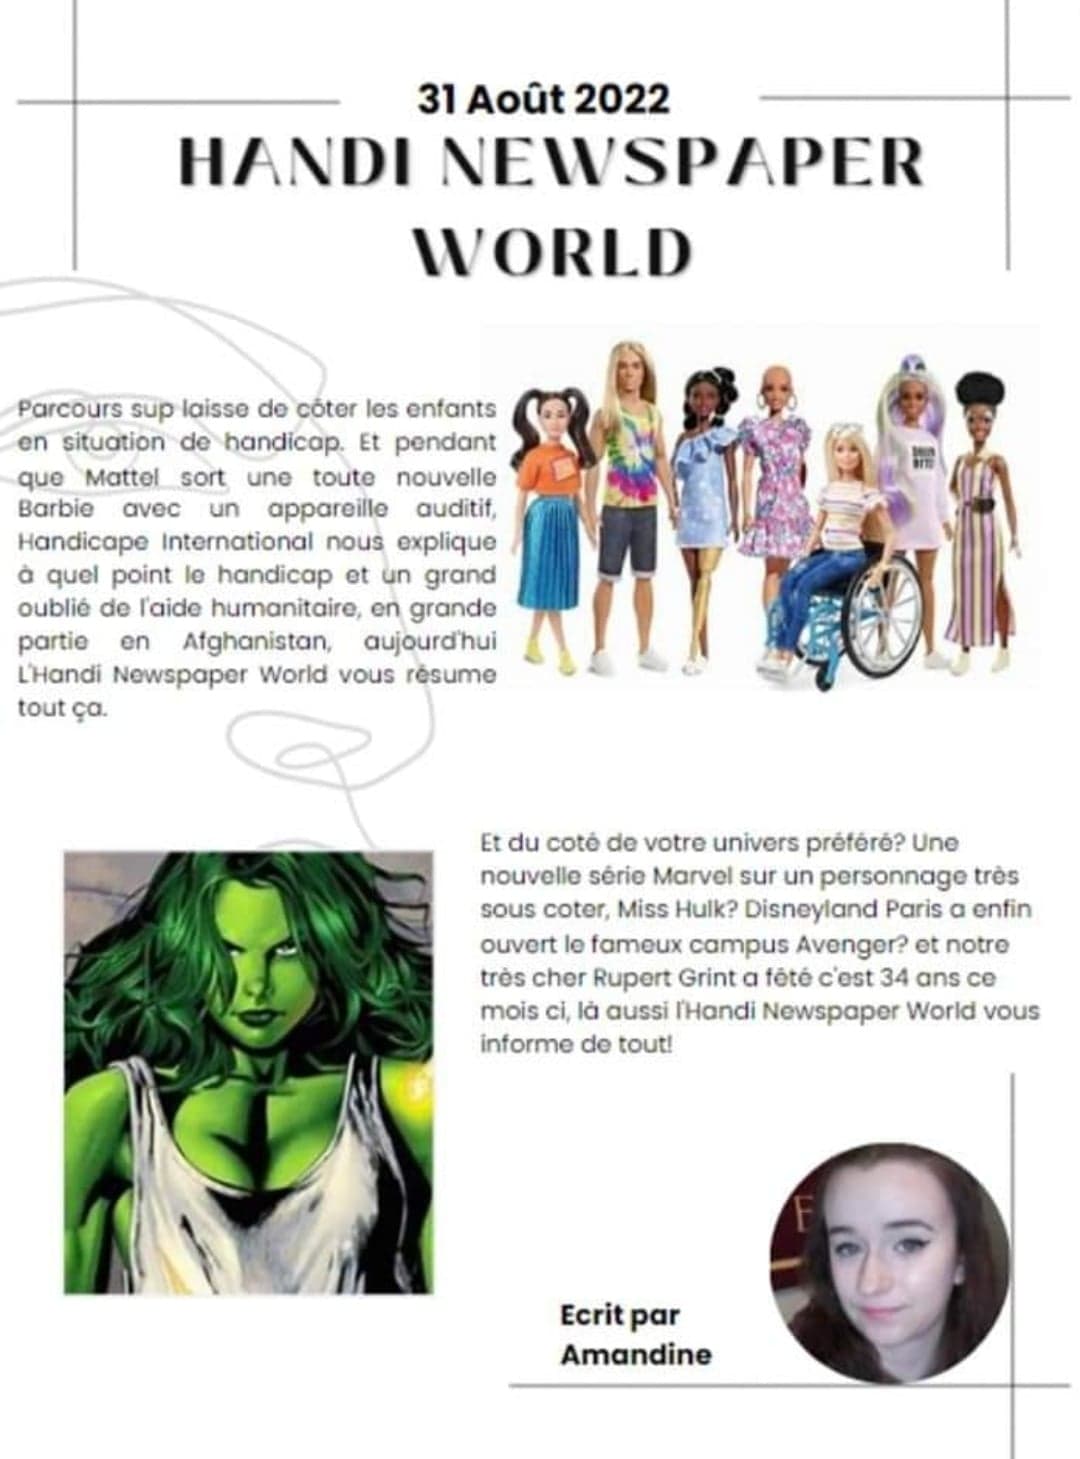 31 Août 2022
HANDI NEWSPAPER
WORLD
Parcours sup laisse de côter les enfants
en situation de handicap. Et pendant
que Mattel sort une toute nouvelle
Barbie avec un appareille auditif,
Handicape International nous explique
à quel point le handicap et un grand
oublié de l'aide humanitaire, en grande
partie en Afghanistan, aujourd'hui
L'Handi Newspaper World vous résume
tout ça.
Et du coté de votre univers préféré? Une
nouvelle série Marvel sur un personnage très
sous coter, Miss Hulk? Disneyland Paris a enfin
ouvert le fameux campus Avenger? et notre
très cher Rupert Grint a fêté c'est 34 ans ce
mois ci, là aussi l'Handi Newspaper World vous
informe de tout!
Ecrit par
Amandine